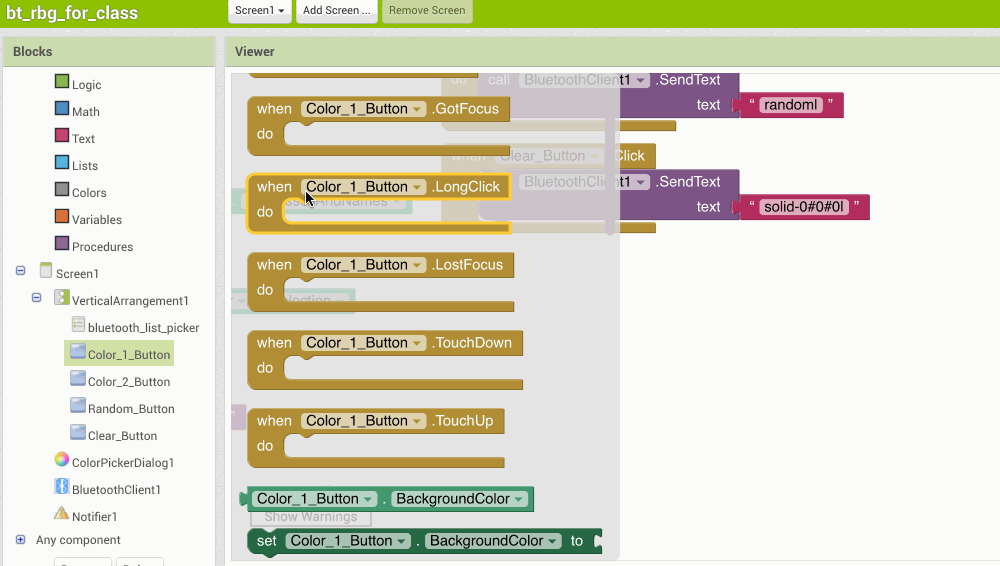 bt_rbg_for_class
Screen1 Add Screen ... Remove Screen
Blocks
Viewer
Logic
Math
Text
Lists
Colors
Variables
Procedures
Screen1
VerticalArrangement1
bluetooth_list_picker
Color_1_Button
Color_2_Button
Random_Button
Clear_Button
ColorPickerDialog1
BluetoothClient1
Notifier1
Any component
do call BluetoothClient1 .SendText
text “ randoml ”
when Clear_Button .Click
BluetoothClient1 .SendText
text “ solid-0#0#0l ”
when Color_1_Button .GotFocus
do
when Color_1_Button .LongClick
do
AndNames
when Color_1_Button .LostFocus
do
when Color_1_Button .TouchDown
do
when Color_1_Button .TouchUp
do
Color_1_Button . BackgroundColor
Show Warnings
set Color_1_Button . BackgroundColor to